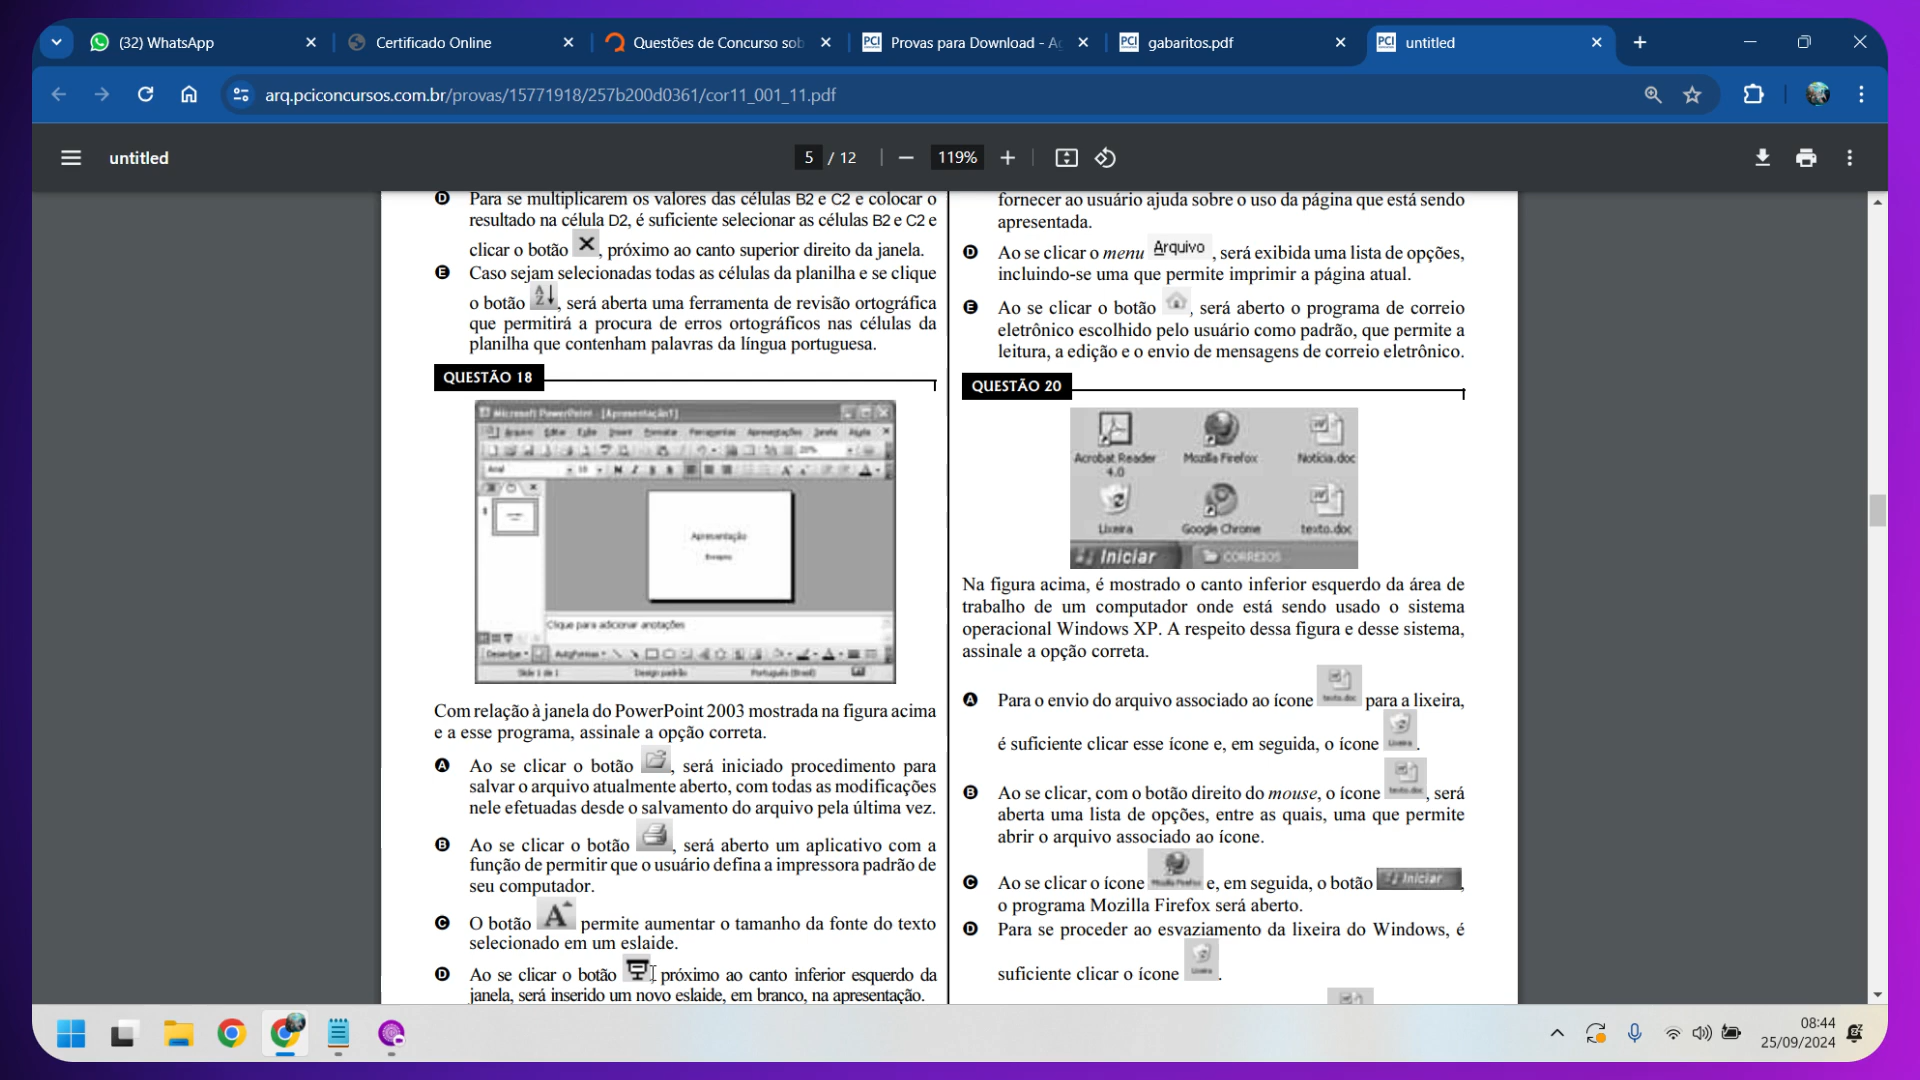 (32) WhatsApp
Certificado Online
Questões de Concurso sob
Provas para Download - Ag
gabaritos.pdf
untitled
arq.pciconcursos.com.br/provas/15771918/257b200d0361/cor11_001_11.pdf
untitled
5 / 12
119%
D Para se multiplicarem os valores das células B2 e C2 e colocar o
resultado na célula D2, é suficiente selecionar as células B2 e C2 e
clicar o botão , próximo ao canto superior direito da janela.
E Caso sejam selecionadas todas as células da planilha e se clique
o botão , será aberta uma ferramenta de revisão ortográfica
que permitirá a procura de erros ortográficos nas células da
planilha que contenham palavras da língua portuguesa.
QUESTÃO 18
Microsoft PowerPoint - [Apresentação1]
Arquivo Editar Exibir Inserir Formatar Ferramentas Apresentações Janela Ajuda
Arial 18
1
Apresentação
Clique para adicionar anotações
Desenhar AutoFormas
Slide 1 de 1 Design padrão Português (Brasil)
Com relação à janela do PowerPoint 2003 mostrada na figura acima
e a esse programa, assinale a opção correta.
A Ao se clicar o botão , será iniciado procedimento para
salvar o arquivo atualmente aberto, com todas as modificações
nele efetuadas desde o salvamento do arquivo pela última vez.
B Ao se clicar o botão , será aberto um aplicativo com a
função de permitir que o usuário defina a impressora padrão de
seu computador.
C O botão A permite aumentar o tamanho da fonte do texto
selecionado em um eslaide.
D Ao se clicar o botão , próximo ao canto inferior esquerdo da
janela, será inserido um novo eslaide, em branco, na apresentação.
fornecer ao usuário ajuda sobre o uso da página que está sendo
apresentada.
D Ao se clicar o menu Arquivo , será exibida uma lista de opções,
incluindo-se uma que permite imprimir a página atual.
E Ao se clicar o botão , será aberto o programa de correio
eletrônico escolhido pelo usuário como padrão, que permite a
leitura, a edição e o envio de mensagens de correio eletrônico.
QUESTÃO 20
Acrobat Reader 4.0
Mozilla Firefox
Notícia.doc
Lixeira
Google Chrome
texto.doc
Iniciar
CORREIOS
Na figura acima, é mostrado o canto inferior esquerdo da área de
trabalho de um computador onde está sendo usado o sistema
operacional Windows XP. A respeito dessa figura e desse sistema,
assinale a opção correta.
A Para o envio do arquivo associado ao ícone texto.doc para a lixeira,
é suficiente clicar esse ícone e, em seguida, o ícone Lixeira.
B Ao se clicar, com o botão direito do mouse, o ícone texto.doc, será
aberta uma lista de opções, entre as quais, uma que permite
abrir o arquivo associado ao ícone.
C Ao se clicar o ícone Mozilla Firefox e, em seguida, o botão Iniciar,
o programa Mozilla Firefox será aberto.
D Para se proceder ao esvaziamento da lixeira do Windows, é
suficiente clicar o ícone Lixeira.
08:44
25/09/2024